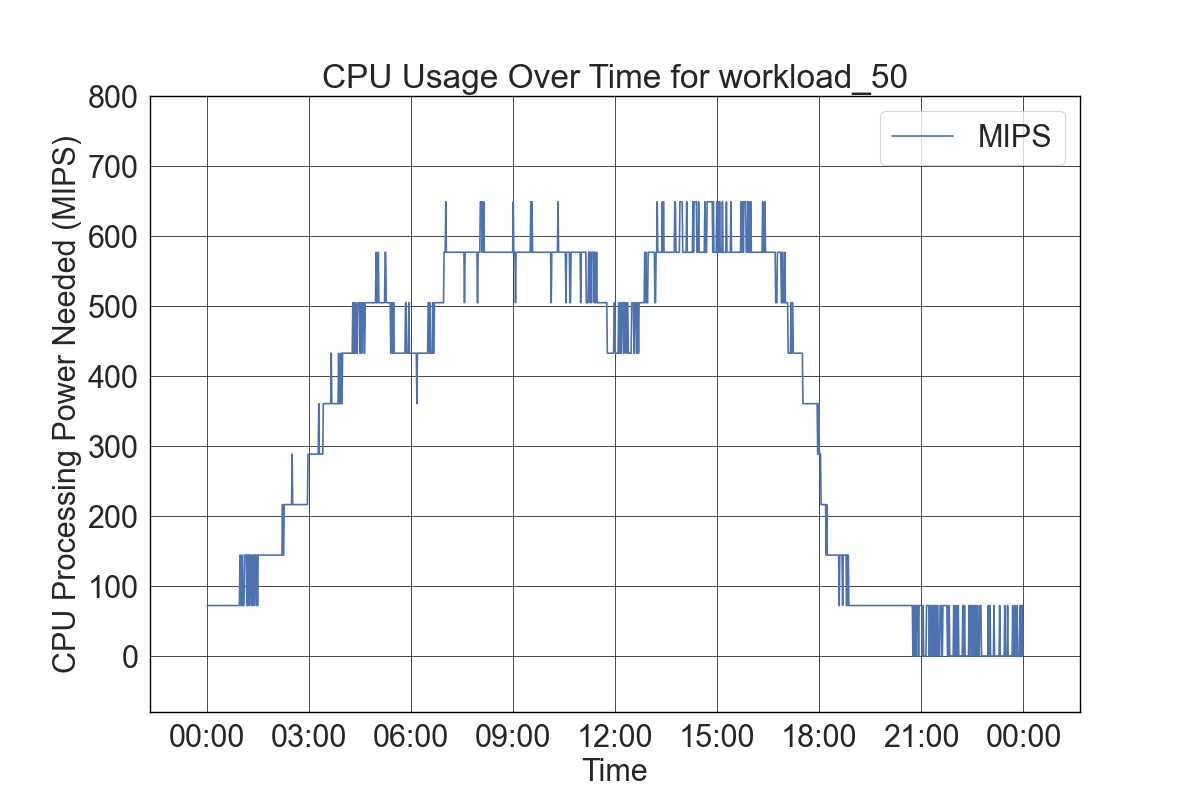 CPU Usage Over Time for workload_50
MIPS
CPU Processing Power Needed (MIPS)
800
700
600
500
400
300
200
100
0
00:00 03:00 06:00 09:00 12:00 15:00 18:00 21:00 00:00
Time